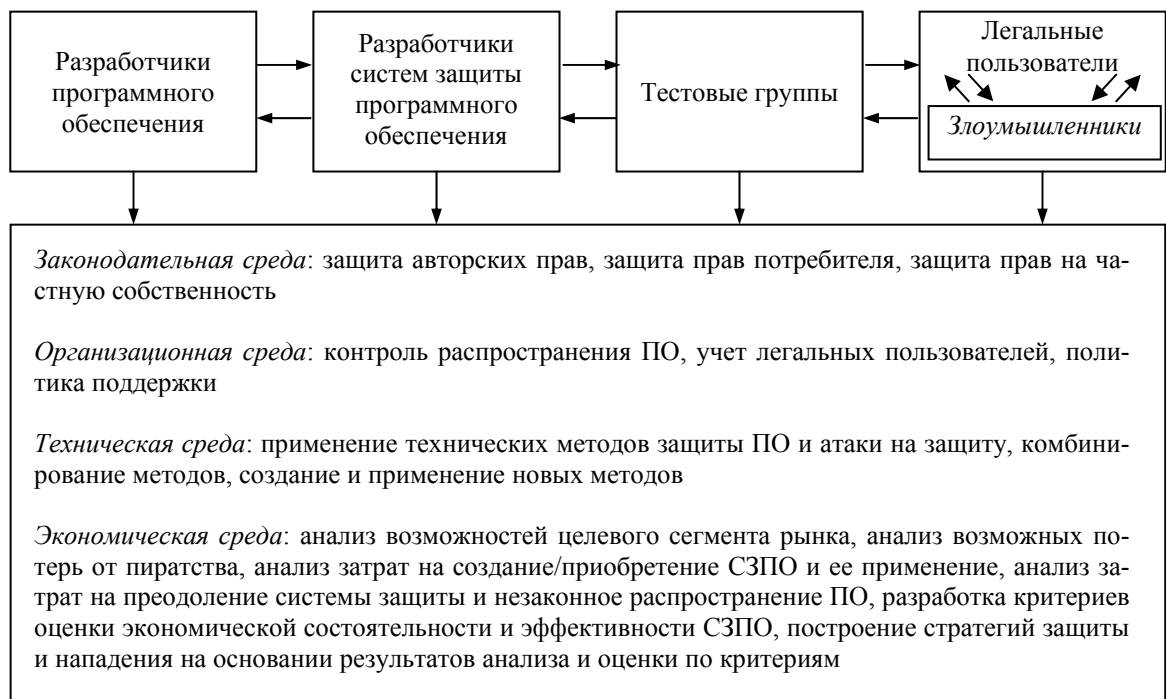 Разработчики
программного
обеспечения
Разработчики
систем защиты
программного
обеспечения
Тестовые группы
Легальные
пользователи
Злоумышленники
Законодательная среда: защита авторских прав, защита прав потребителя, защита прав на ча-
стную собственность
Организационная среда: контроль распространения ПО, учет легальных пользователей, поли-
тика поддержки
Техническая среда: применение технических методов защиты ПО и атаки на защиту, комбини-
рование методов, создание и применение новых методов
Экономическая среда: анализ возможностей целевого сегмента рынка, анализ возможных по-
терь от пиратства, анализ затрат на создание/приобретение СЗПО и ее применение, анализ за-
трат на преодоление системы защиты и незаконное распространение ПО, разработка критериев
оценки экономической состоятельности и эффективности СЗПО, построение стратегий защиты
и нападения на основании результатов анализа и оценки по критериям